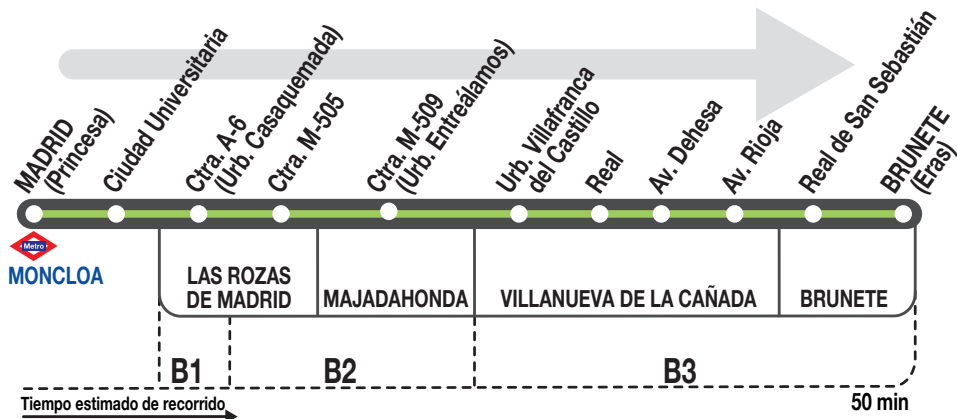 MADRID
(Princesa)
Ciudad Universitaria
Ctra. A-6
(Urb. Casaquemada)
Ctra. M-505
Ctra. M-509
(Urb. Entreálamos)
Urb. Villafranca
del Castillo
Real
Av. Dehesa
Av. Rioja
Real de San Sebastián
BRUNETE
(Eras)
Metro
MONCLOA
LAS ROZAS
DE MADRID
MAJADAHONDA
VILLANUEVA DE LA CAÑADA
BRUNETE
B1
B2
B3
Tiempo estimado de recorrido
50 min